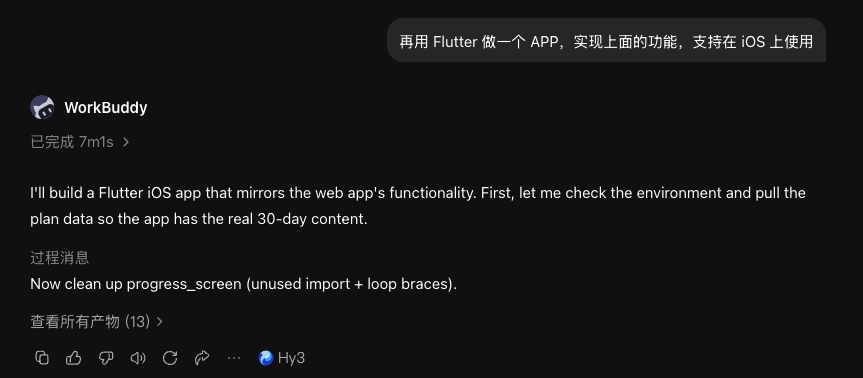 再用 Flutter 做一个 APP，实现上面的功能，支持在 iOS 上使用
WorkBuddy
已完成 7m1s >
I'll build a Flutter iOS app that mirrors the web app's functionality. First, let me check the environment and pull the
plan data so the app has the real 30-day content.
过程消息
Now clean up progress_screen (unused import + loop braces).
查看所有产物 (13) >
Hy3